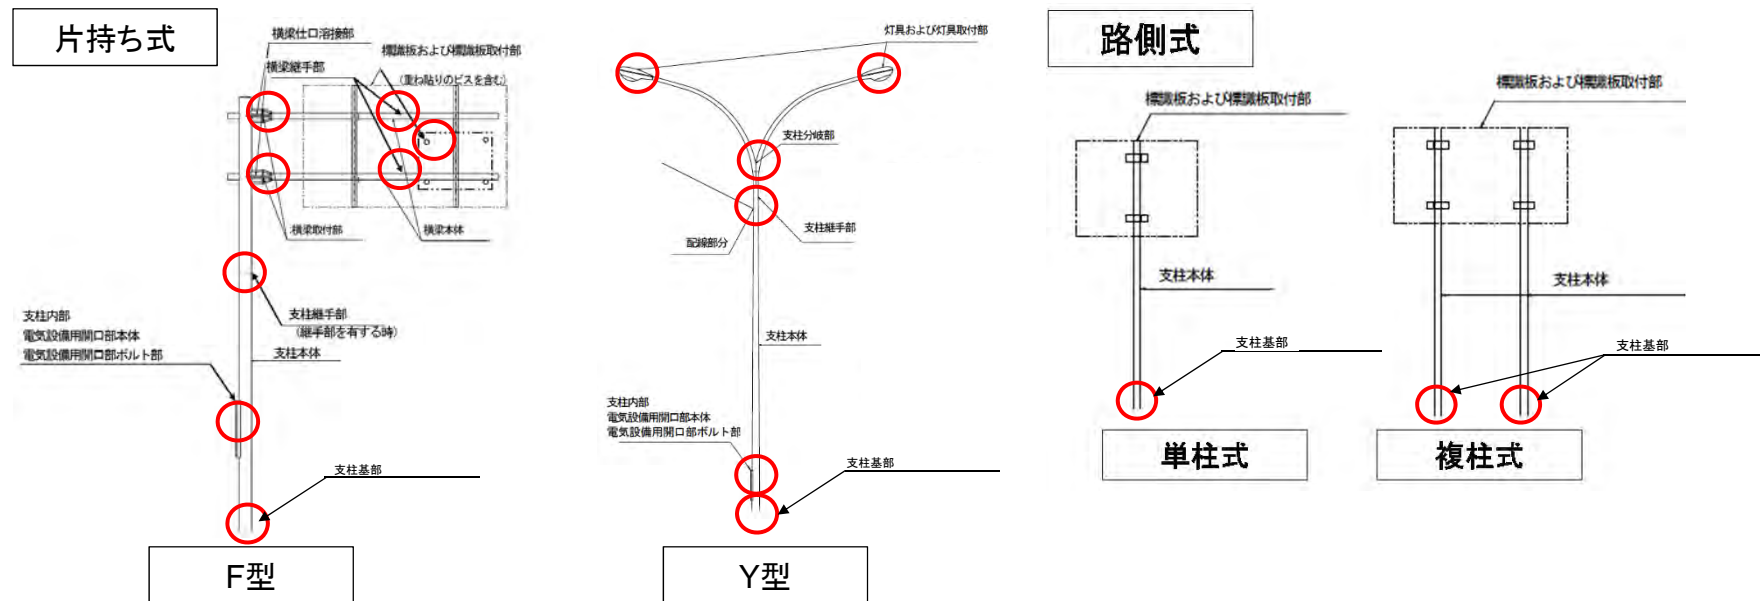 片持ち式
横梁仕口溶接部
標識板および標識板取付部
横梁継手部
(重ね貼りのビスを含む)
横梁取付部
横梁本体
支柱継手部
(継手部を有する時)
支柱内部
電気設備用開口部本体
電気設備用開口部ボルト部
支柱本体
支柱基部
F型
灯具および灯具取付部
支柱分岐部
配線部分
支柱継手部
支柱本体
支柱内部
電気設備用開口部本体
電気設備用開口部ボルト部
支柱基部
Y型
路側式
標識板および標識板取付部
支柱本体
支柱基部
単柱式
標識板および標識板取付部
支柱本体
支柱基部
複柱式